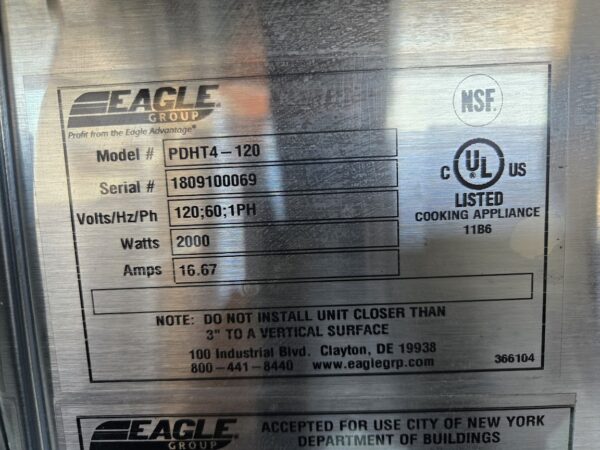 EAGLE®
GROUP
Profit from the Eagle Advantage®
NSF.
Model # PDHT4-120
Serial # 1809100069
Volts/Hz/Ph 120;60;1PH
Watts 2000
Amps 16.67
C UL US
LISTED
COOKING APPLIANCE
1186
NOTE: DO NOT INSTALL UNIT CLOSER THAN
3" TO A VERTICAL SURFACE
100 Industrial Blvd. Clayton, DE 19938
800-441-8440 www.eaglegrp.com
366104
EAGLE®
GROUP
ACCEPTED FOR USE CITY OF NEW YORK
DEPARTMENT OF BUILDINGS